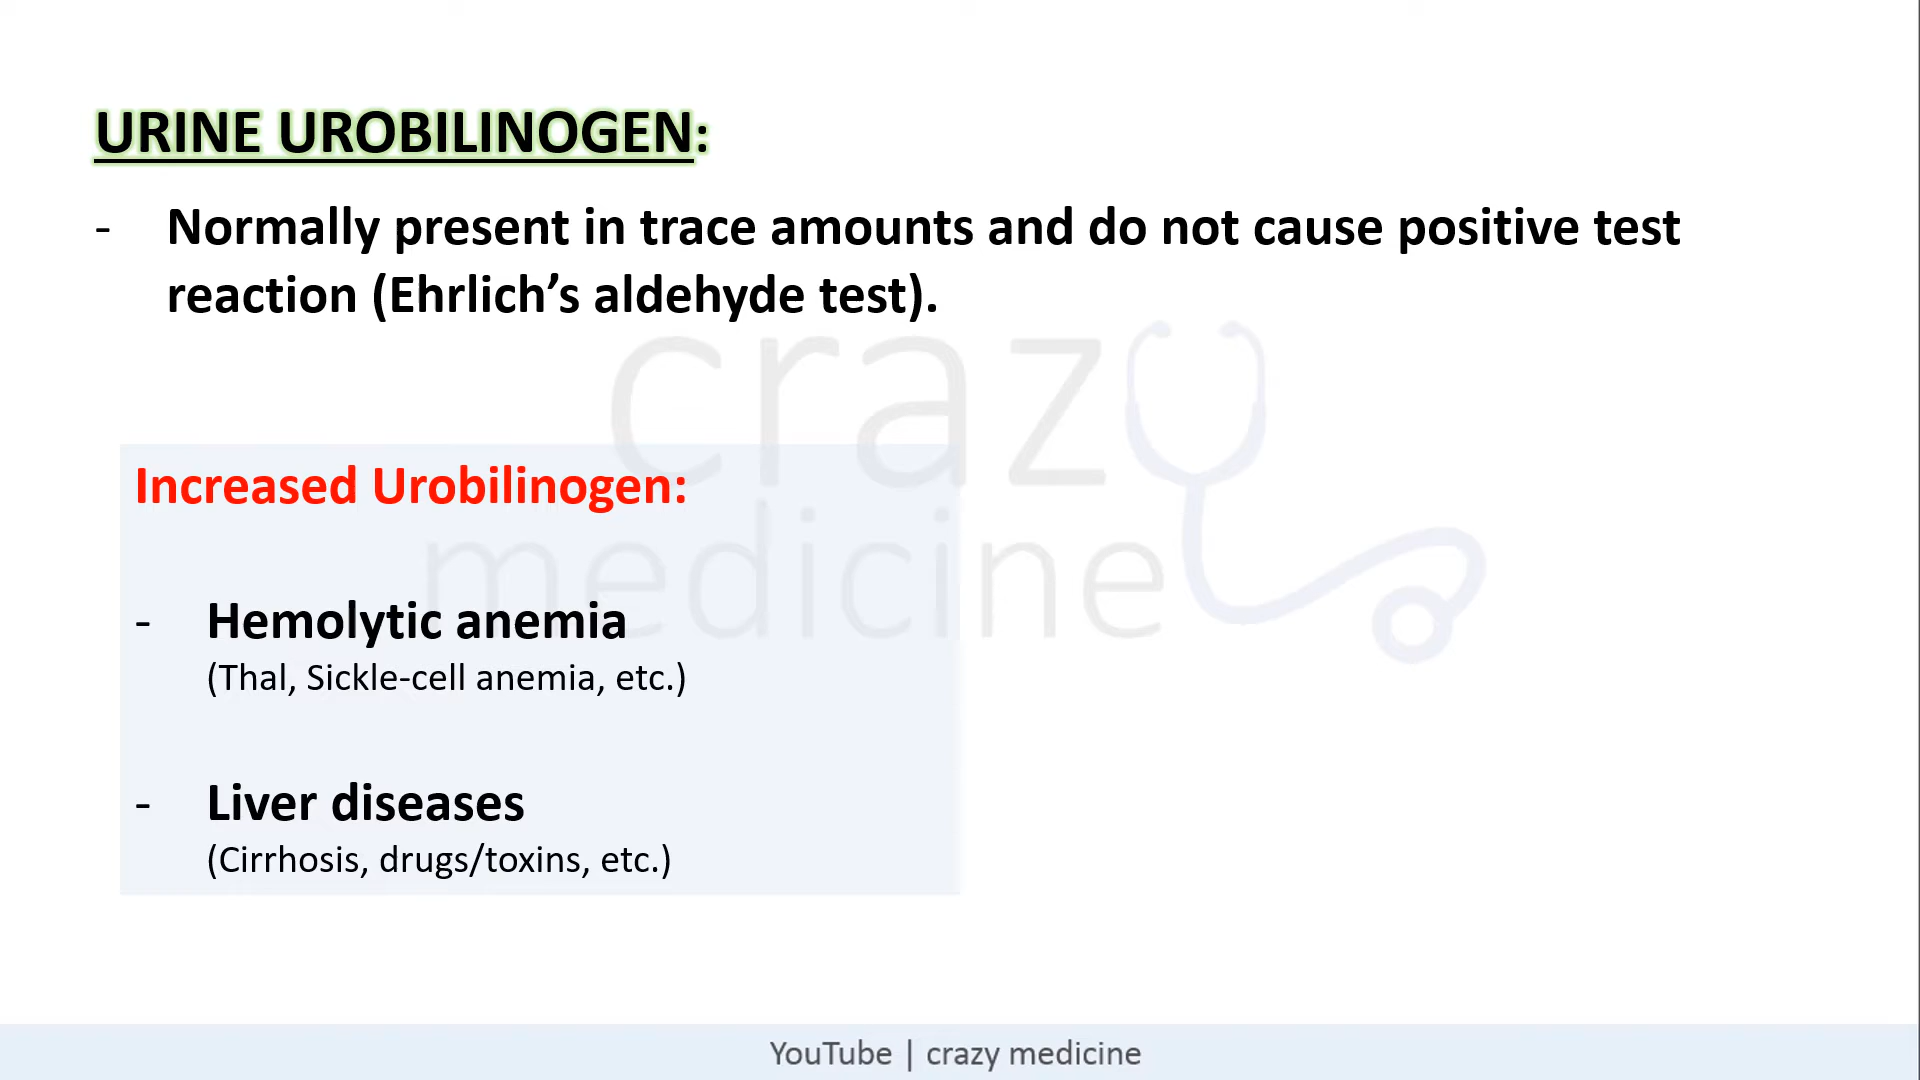 URINE UROBILINOGEN:
- Normally present in trace amounts and do not cause positive test
reaction (Ehrlich’s aldehyde test).
crazy
medicine
Increased Urobilinogen:
- Hemolytic anemia
(Thal, Sickle-cell anemia, etc.)
- Liver diseases
(Cirrhosis, drugs/toxins, etc.)
YouTube | crazy medicine